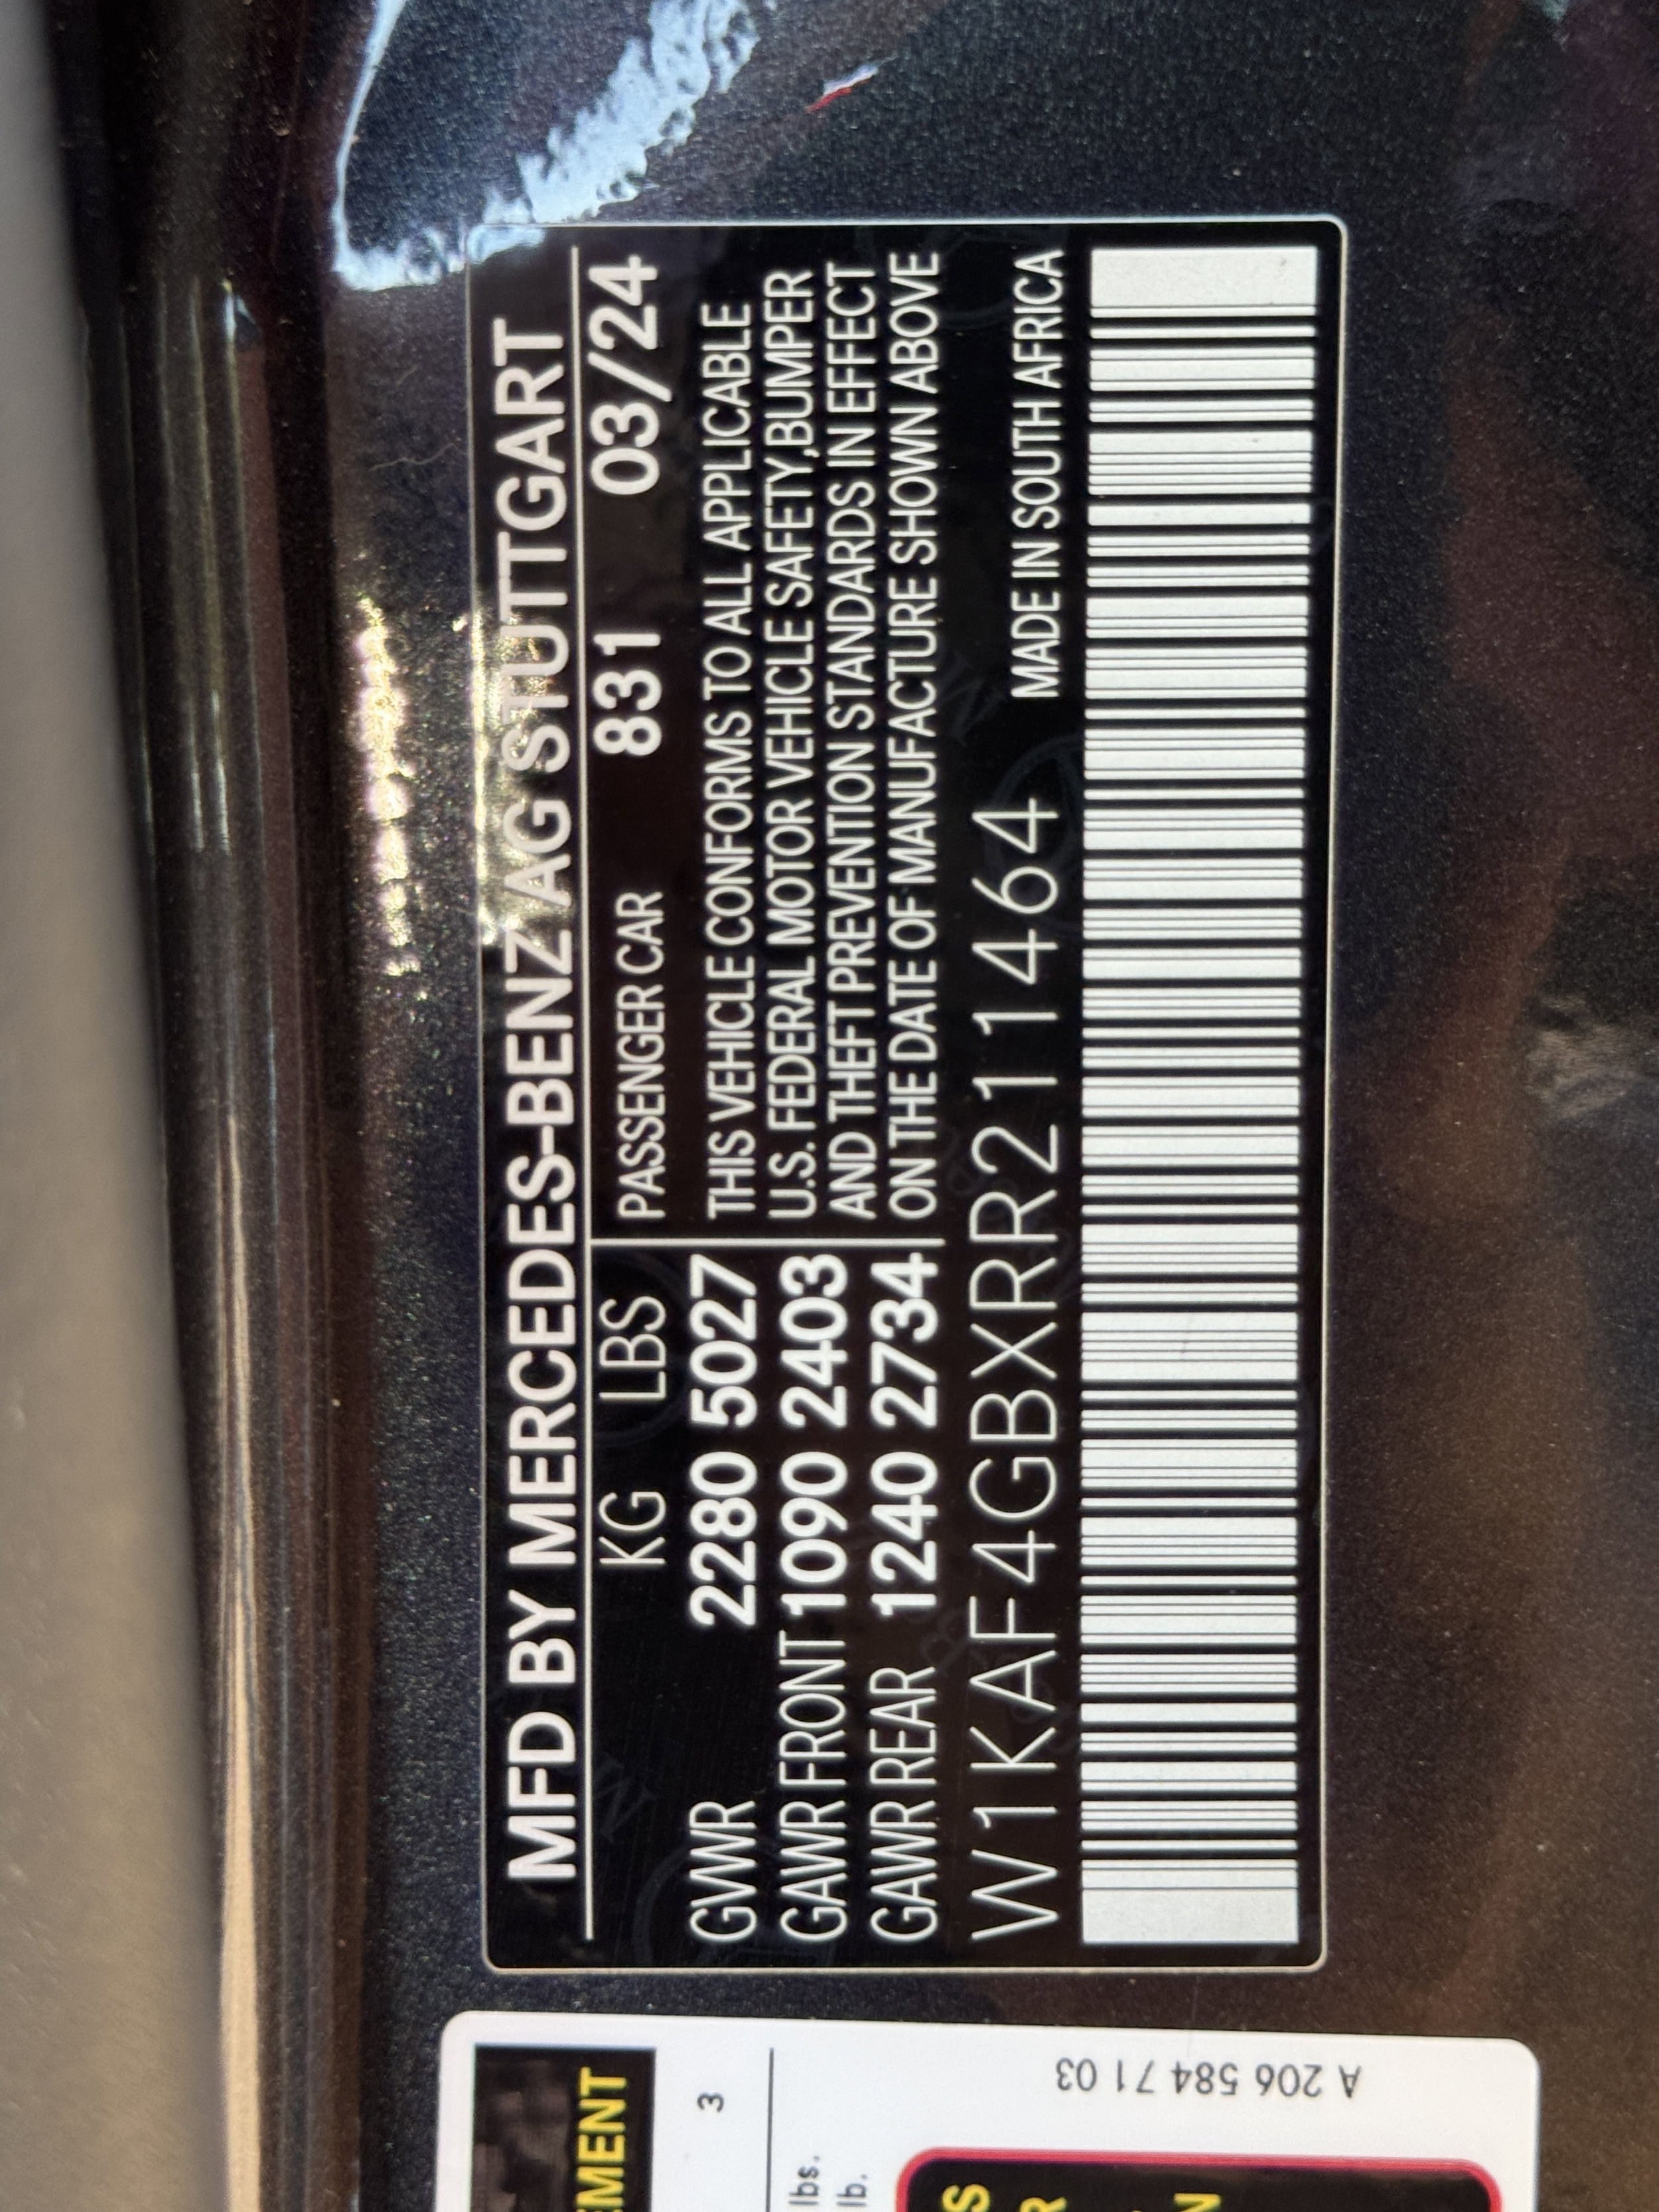 MFD BY MERCEDES-BENZ AG STUTTGART
KG LBS
PASSENGER CAR 831 03/24
GVWR 2280 5027
GAWR FRONT 1090 2403
GAWR REAR 1240 2734
THIS VEHICLE CONFORMS TO ALL APPLICABLE
U.S. FEDERAL MOTOR VEHICLE SAFETY,BUMPER
AND THEFT PREVENTION STANDARDS IN EFFECT
ON THE DATE OF MANUFACTURE SHOWN ABOVE
W1KAF4GBXRR211464 MADE IN SOUTH AFRICA
3
lbs.
lb.
A 206 584 71 03